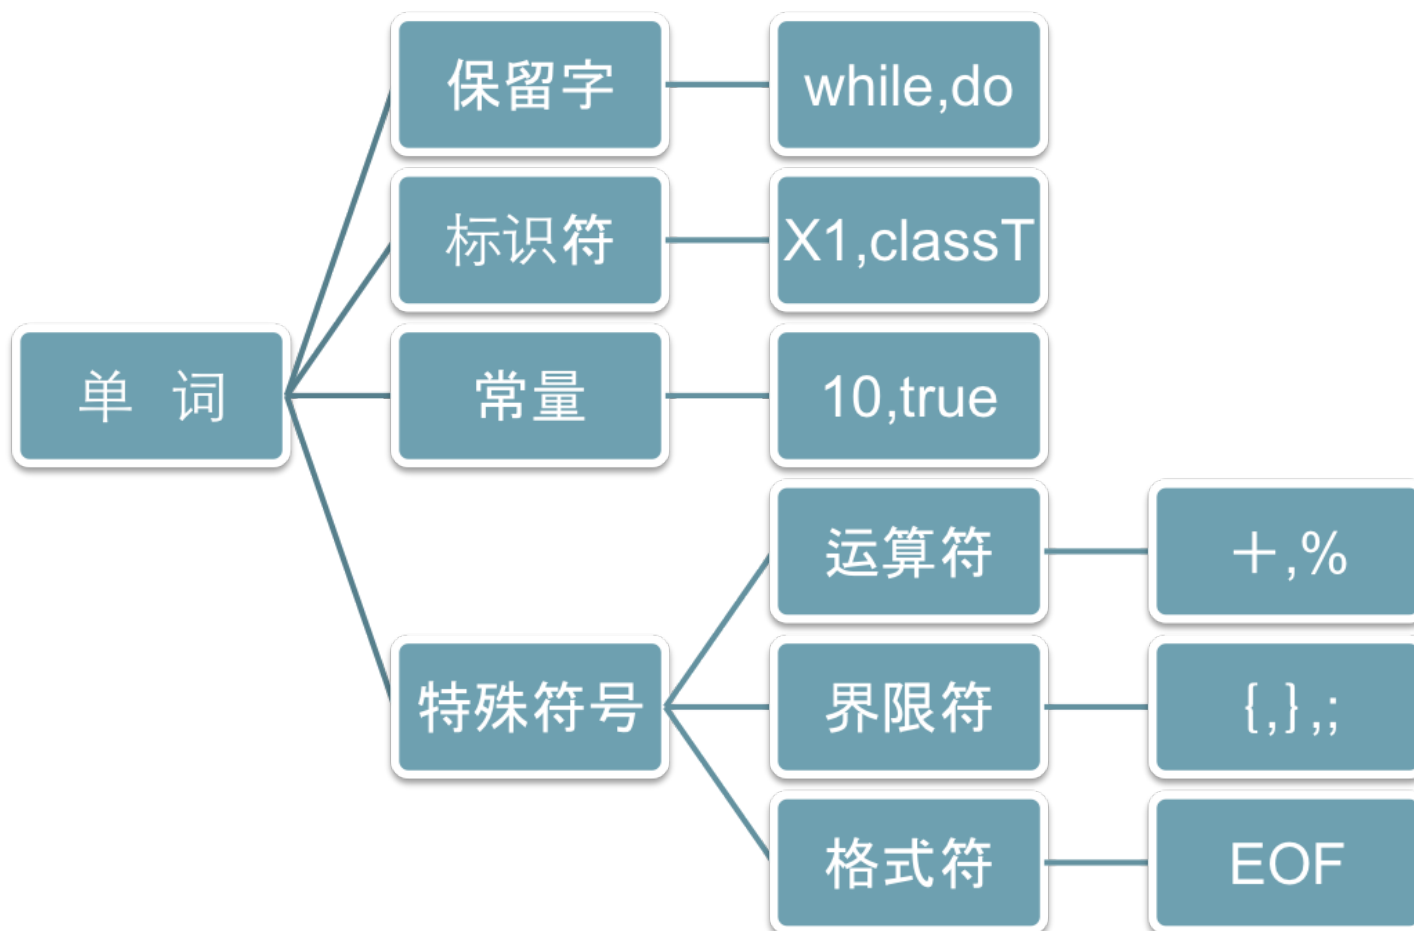 保留字
while,do
标识符
X1,classT
单 词
常量
10,true
运算符
＋,%
特殊符号
界限符
{,},;
格式符
EOF